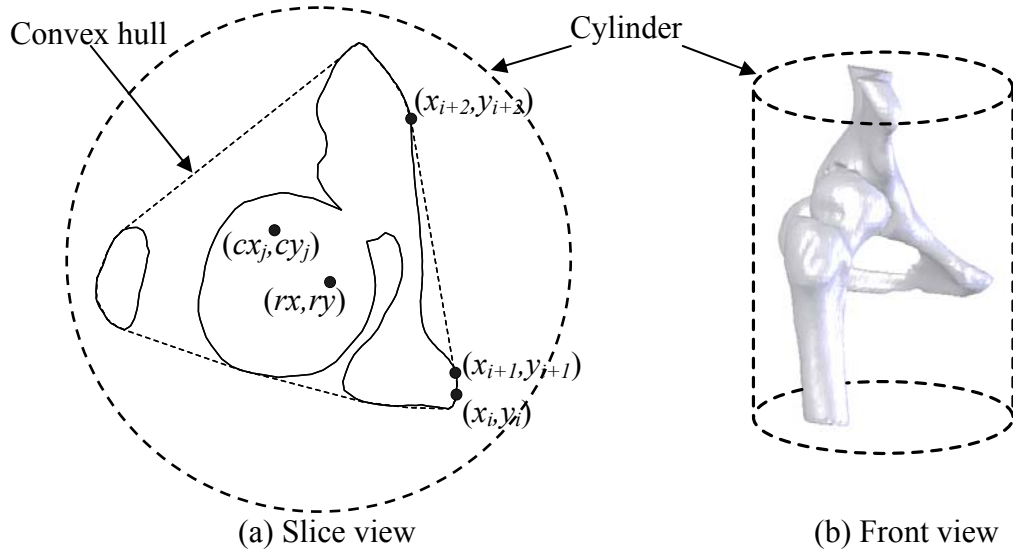 Convex hull
Cylinder
(x_{i+2},y_{i+2})
(cx_j,cy_j)
(rx,ry)
(x_{i+1},y_{i+1})
(x_i,y_i)
(a) Slice view
(b) Front view